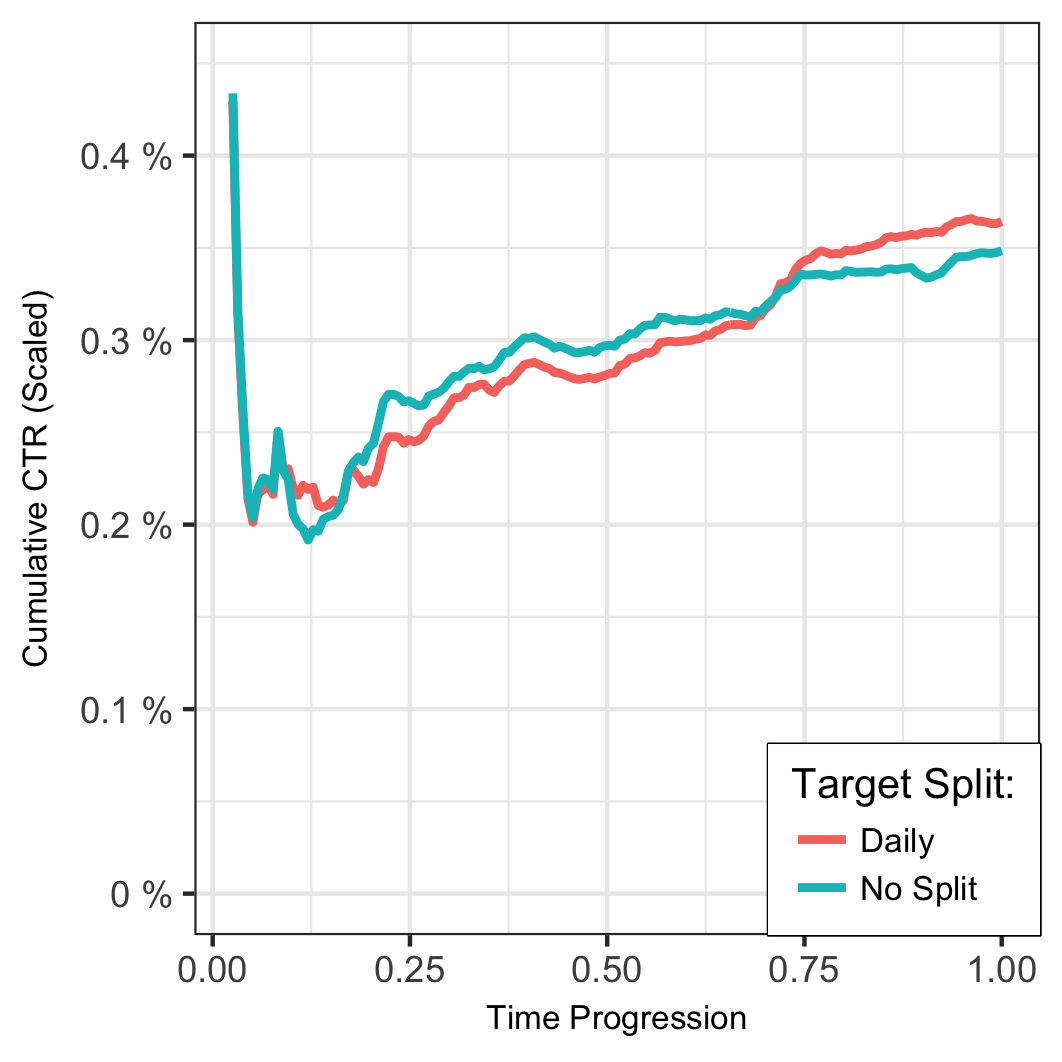 Cumulative CTR (Scaled)
0.4 %
0.3 %
0.2 %
0.1 %
0 %
Target Split:
Daily
No Split
0.00 0.25 0.50 0.75 1.00
Time Progression